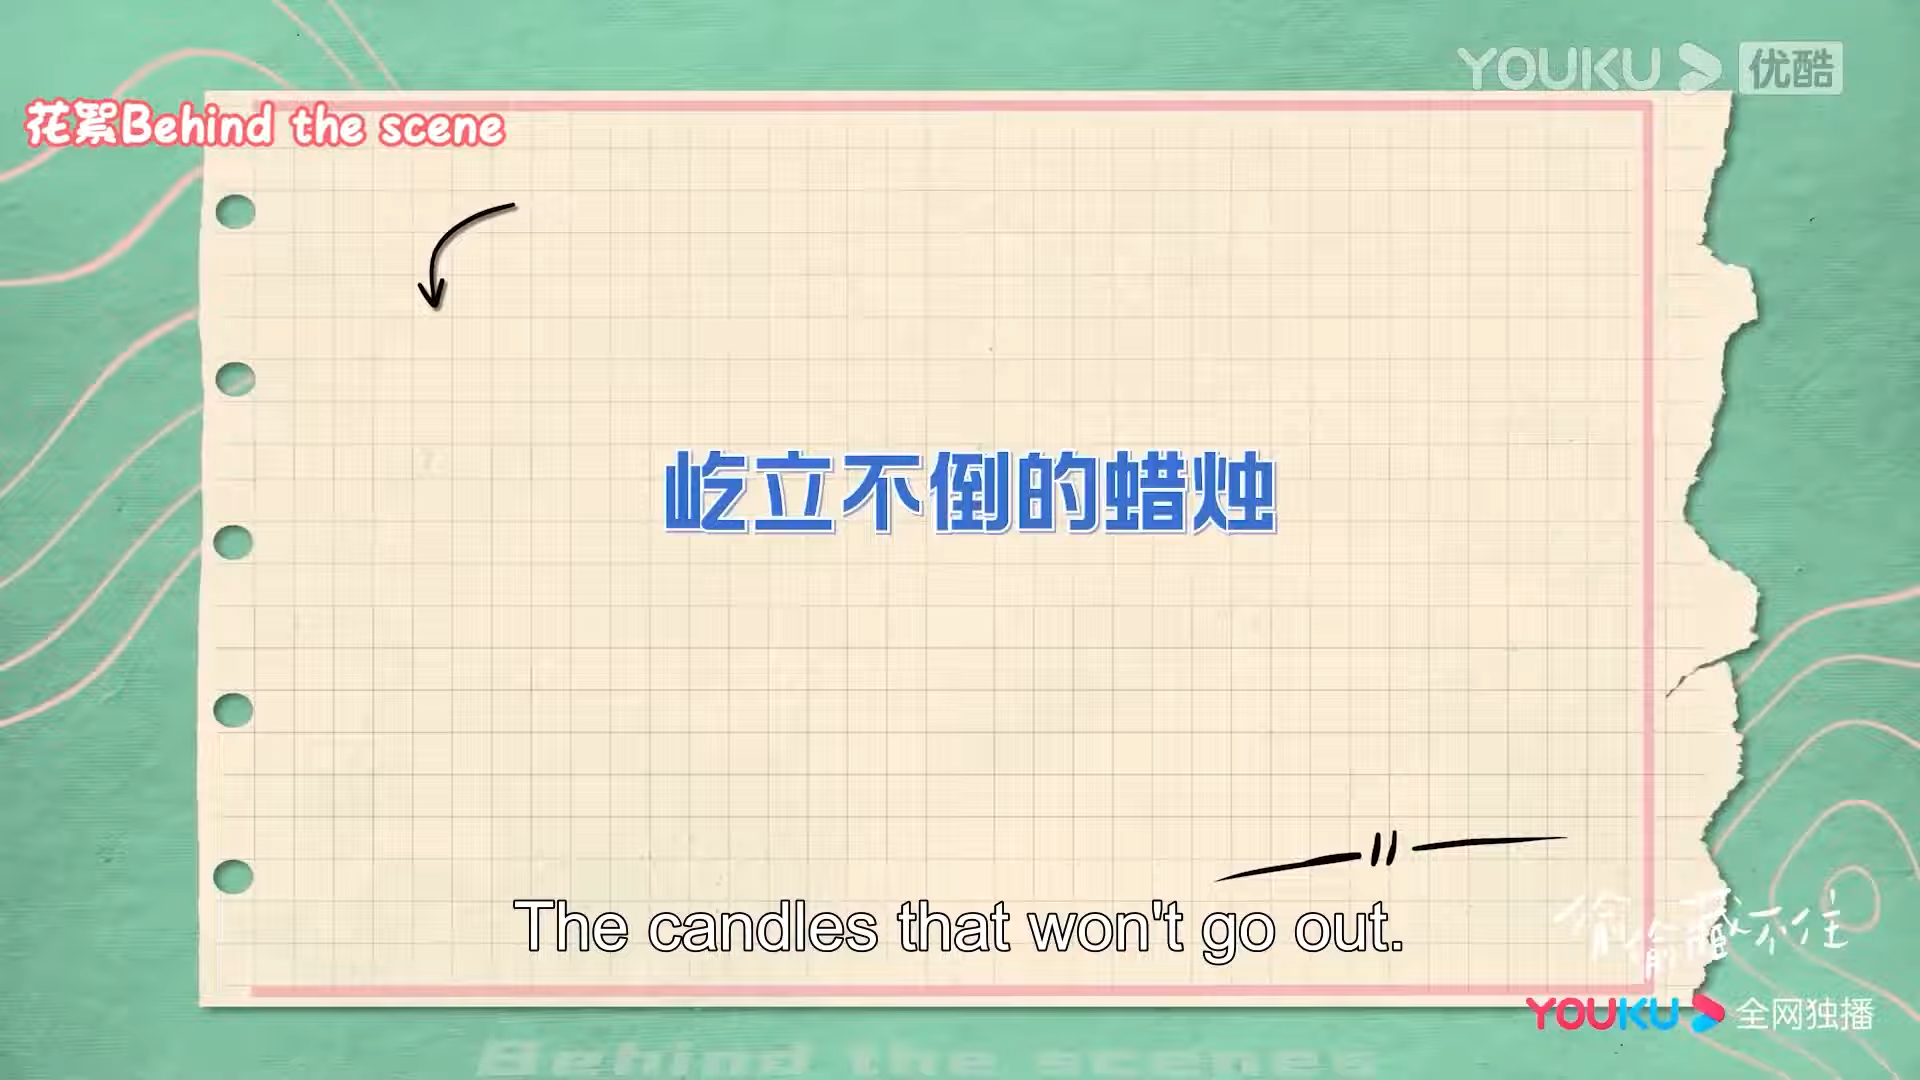 YOUKU 优酷
花絮Behind the scene
屹立不倒的蜡烛
The candles that won't go out.
偷偷藏不住
YOUKU 全网独播
Behind the scenes